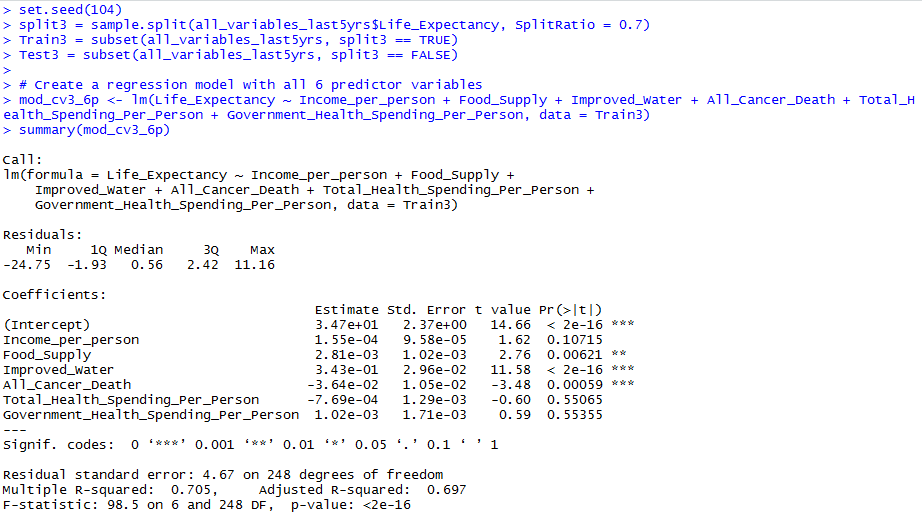 > set.seed(104)
> split3 = sample.split(all_variables_last5yrs$Life_Expectancy, SplitRatio = 0.7)
> Train3 = subset(all_variables_last5yrs, split3 == TRUE)
> Test3 = subset(all_variables_last5yrs, split3 == FALSE)
>
> # Create a regression model with all 6 predictor variables
> mod_cv3_6p <- lm(Life_Expectancy ~ Income_per_person + Food_Supply + Improved_Water + All_Cancer_Death + Total_H
ealth_Spending_Per_Person + Government_Health_Spending_Per_Person, data = Train3)
> summary(mod_cv3_6p)
Call:
lm(formula = Life_Expectancy ~ Income_per_person + Food_Supply +
    Improved_Water + All_Cancer_Death + Total_Health_Spending_Per_Person +
    Government_Health_Spending_Per_Person, data = Train3)
Residuals:
   Min     1Q Median     3Q    Max
-24.75  -1.93   0.56   2.42  11.16
Coefficients:
                                       Estimate Std. Error t value Pr(>|t|)
(Intercept)                            3.47e+01   2.37e+00   14.66  < 2e-16 ***
Income_per_person                      1.55e-04   9.58e-05    1.62  0.10715
Food_Supply                            2.81e-03   1.02e-03    2.76  0.00621 **
Improved_Water                         3.43e-01   2.96e-02   11.58  < 2e-16 ***
All_Cancer_Death                      -3.64e-02   1.05e-02   -3.48  0.00059 ***
Total_Health_Spending_Per_Person      -7.69e-04   1.29e-03   -0.60  0.55065
Government_Health_Spending_Per_Person  1.02e-03   1.71e-03    0.59  0.55355
---
Signif. codes:  0 ‘***’ 0.001 ‘**’ 0.01 ‘*’ 0.05 ‘.’ 0.1 ‘ ’ 1
Residual standard error: 4.67 on 248 degrees of freedom
Multiple R-squared:  0.705,     Adjusted R-squared:  0.697
F-statistic: 98.5 on 6 and 248 DF,  p-value: <2e-16